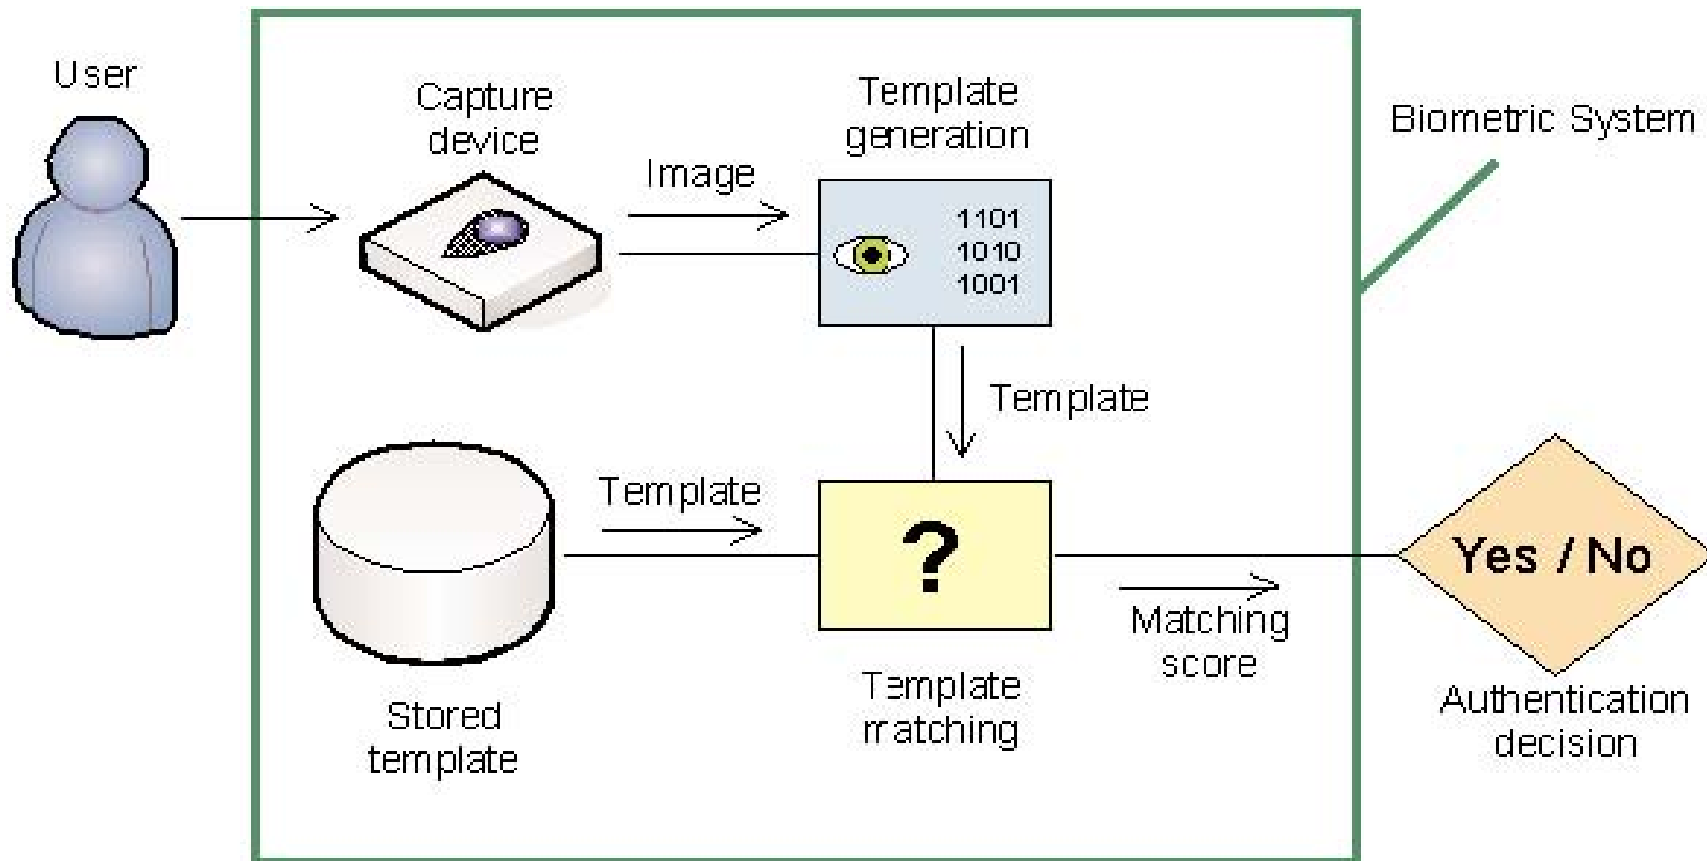 User
Capture
device
Image
Template
generation
Biometric System
1101
1010
1001
Template
Template
?
Yes / No
Matching
score
Stored
template
Template
matching
Authentication
decision